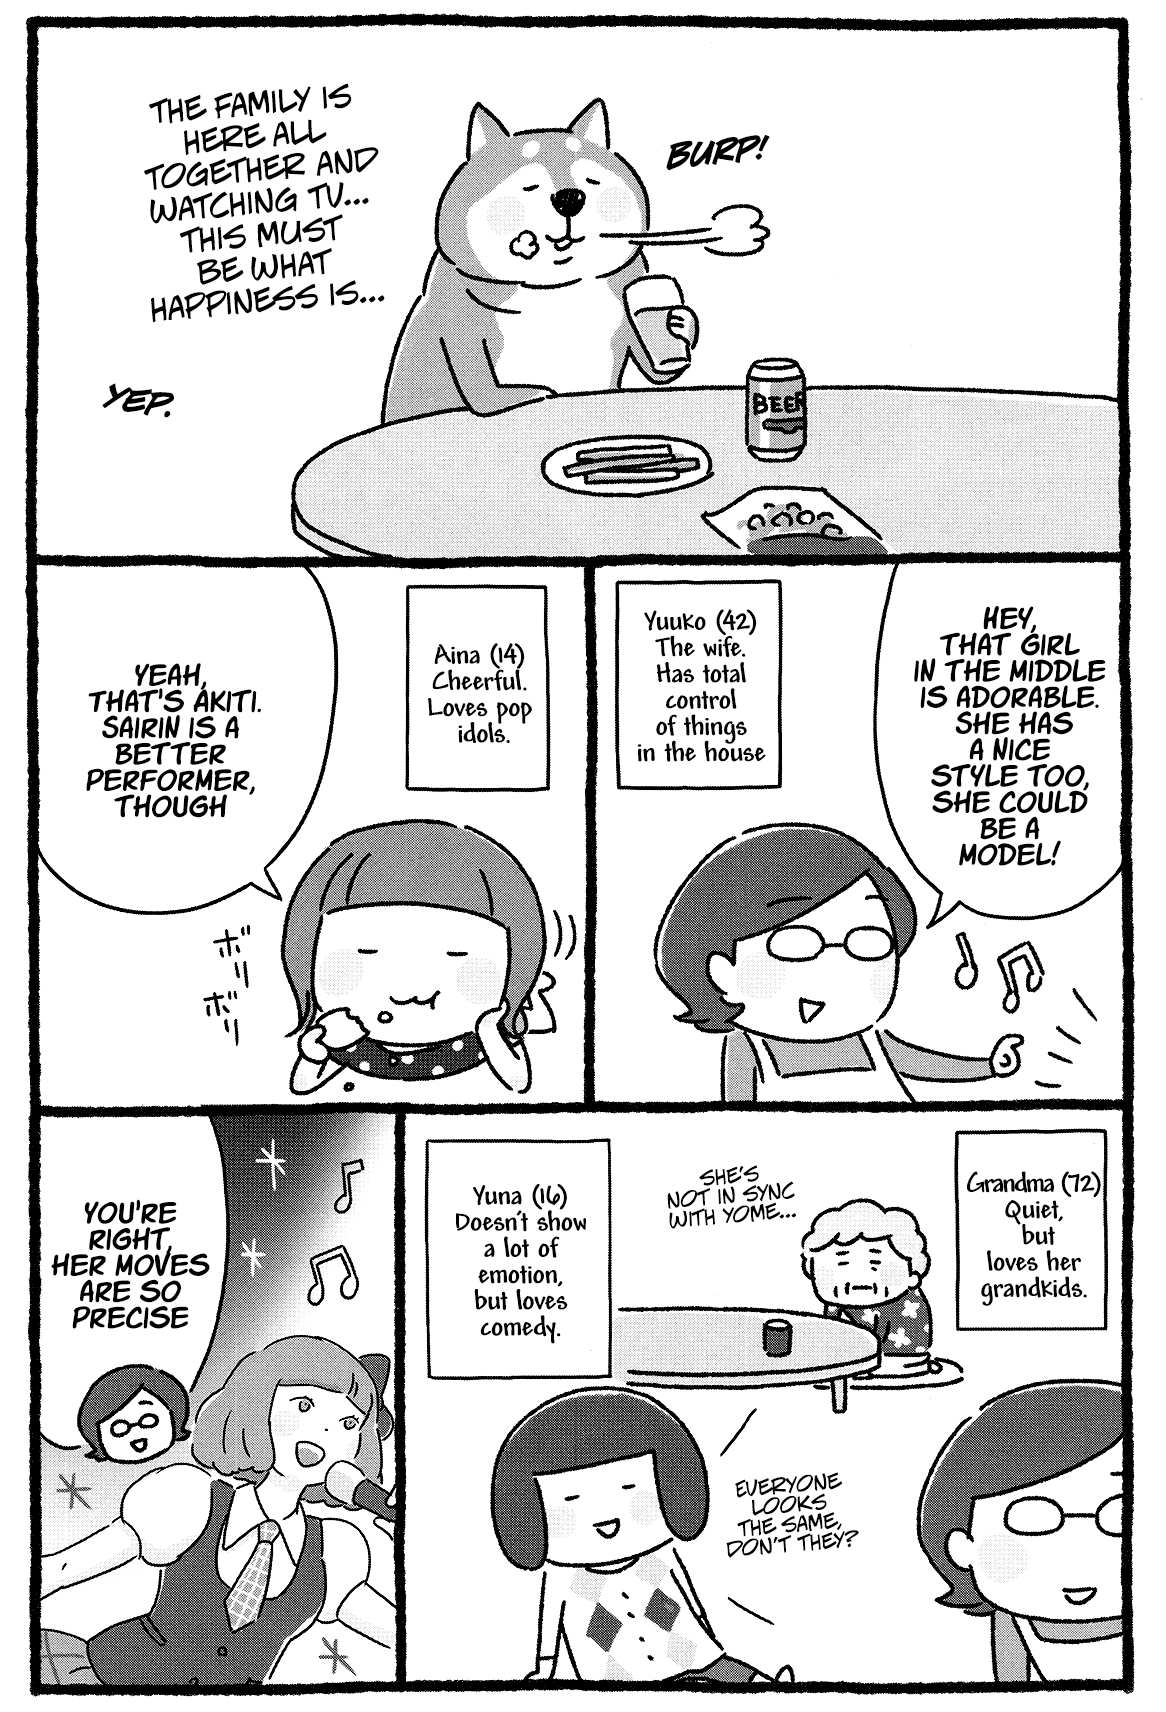 THE FAMILY IS
HERE ALL
TOGETHER AND
WATCHING TV...
THIS MUST
BE WHAT
HAPPINESS IS...
BURP!
YEP.
BEER
HEY,
THAT GIRL
IN THE MIDDLE
IS ADORABLE.
SHE HAS
A NICE
STYLE TOO,
SHE COULD
BE A
MODEL!
Yuuko (42)
The wife.
Has total
control
of things
in the house
Aina (14)
Cheerful.
Loves pop
idols.
YEAH,
THAT'S AKITI.
SAIRIN IS A
BETTER
PERFORMER,
THOUGH
ボリ
ボリ
Grandma (72)
Quiet,
but
loves her
grandkids.
SHE'S
NOT IN SYNC
WITH YOME...
Yuna (16)
Doesn't show
a lot of
emotion,
but loves
comedy.
EVERYONE
LOOKS
THE SAME,
DON'T THEY?
YOU'RE
RIGHT,
HER MOVES
ARE SO
PRECISE